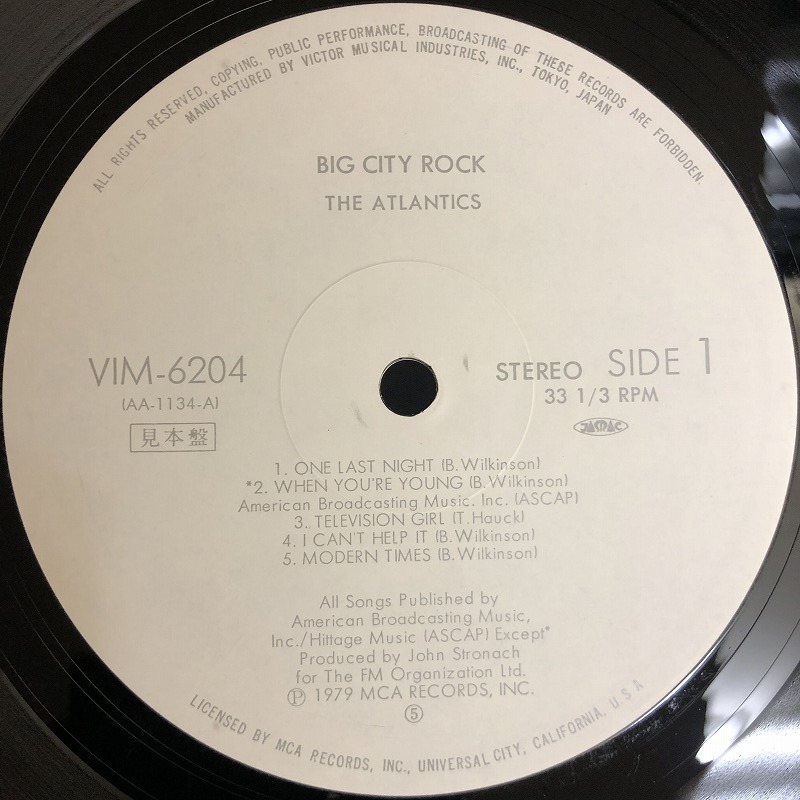 ALL RIGHTS RESERVED, COPYING, PUBLIC PERFORMANCE, BROADCASTING OF THESE RECORDS ARE FORBIDDEN.
MANUFACTURED BY VICTOR MUSICAL INDUSTRIES, INC., TOKYO, JAPAN
BIG CITY ROCK
THE ATLANTICS
VIM-6204
(AA-1134-A)
見本盤
STEREO SIDE 1
33 1/3 RPM
JASRAC
1. ONE LAST NIGHT (B.Wilkinson)
*2. WHEN YOU'RE YOUNG (B.Wilkinson)
American Broadcasting Music. Inc. (ASCAP)
3. TELEVISION GIRL (T.Hauck)
4. I CAN'T HELP IT (B.Wilkinson)
5. MODERN TIMES (B.Wilkinson)
All Songs Published by
American Broadcasting Music,
Inc./Hittage Music (ASCAP) Except*
Produced by John Stronach
for The FM Organization Ltd.
Ⓟ 1979 MCA RECORDS, INC.
⑤
LICENSED BY MCA RECORDS, INC., UNIVERSAL CITY, CALIFORNIA, U.S.A